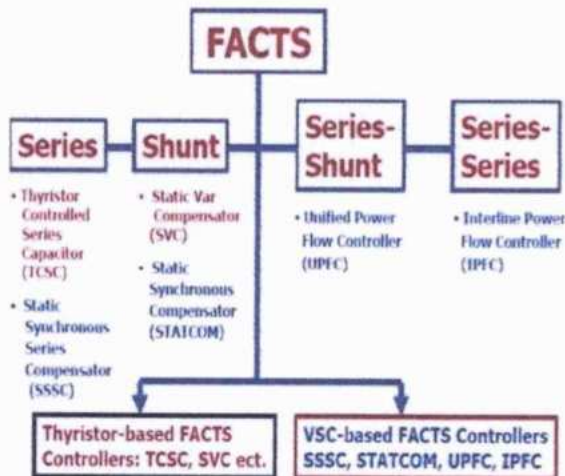 FACTS
Series
Shunt
Series-
Shunt
Series-
Series
• Thyristor
Controlled
Series
Capacitor
(TCSC)
• Static
Synchronous
Series
Compensator
(SSSC)
• Static Var
Compensator
(SVC)
• Static
Synchronous
Compensator
(STATCOM)
• Unified Power
Flow Controller
(UPFC)
• Interline Power
Flow Controller
(IPFC)
Thyristor-based FACTS
Controllers: TCSC, SVC ect.
VSC-based FACTS Controllers
SSSC, STATCOM, UPFC, IPFC